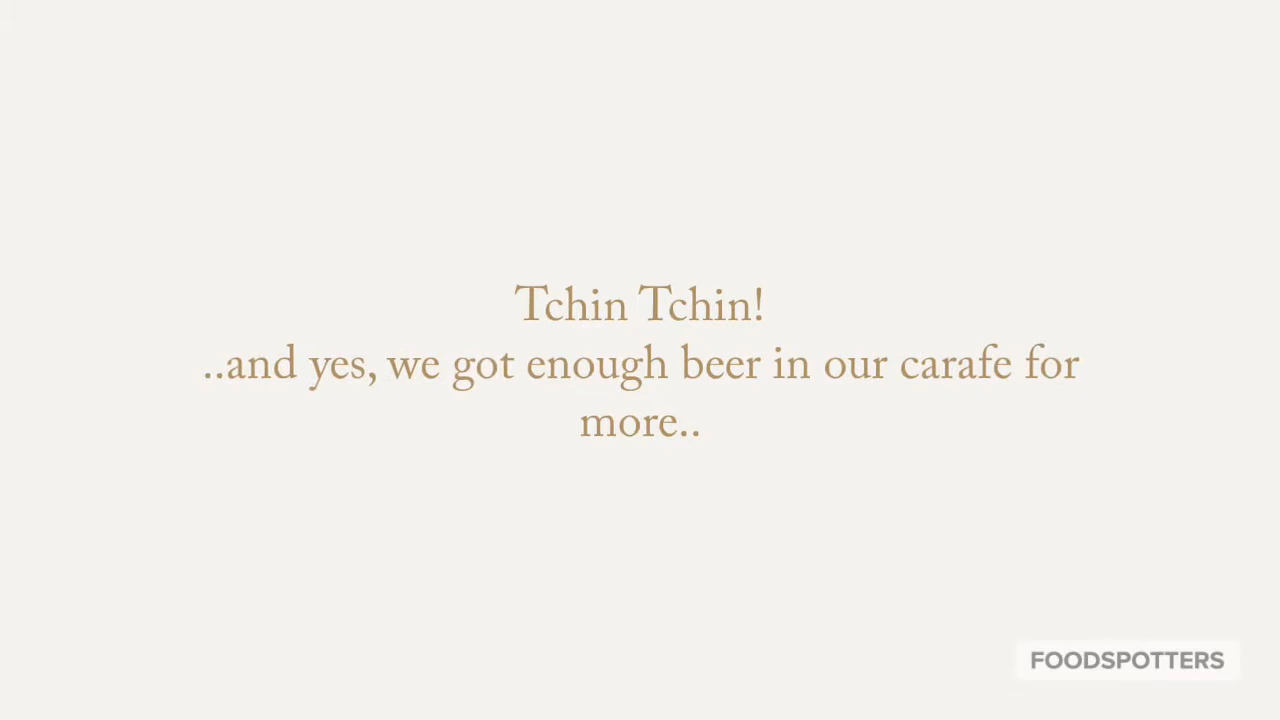 Tchin Tchin!
..and yes, we got enough beer in our carafe for
more..
FOODSPOTTERS